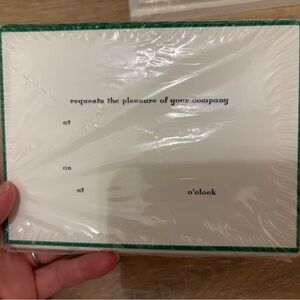 requests the pleasure of your company
at
on
at o'clock